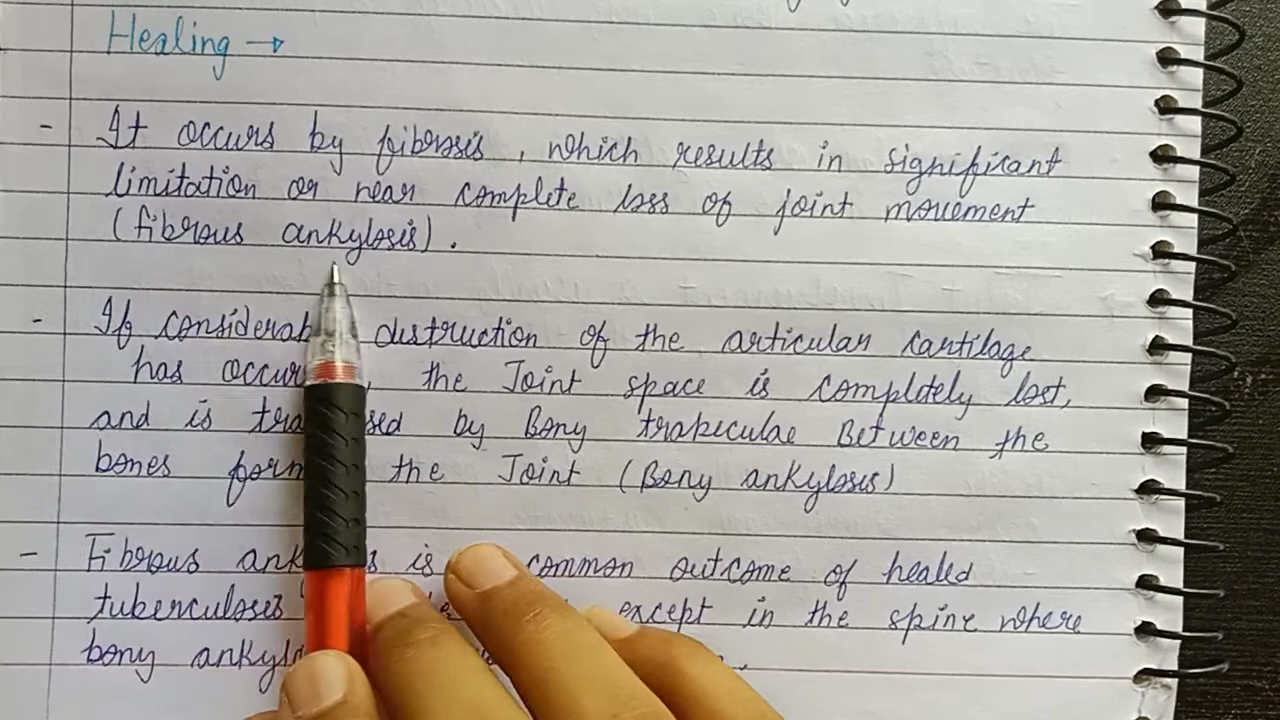 Healing →
- It occurs by fibrosis, which results in significant
limitation or near complete loss of joint movement
(fibrous ankylosis).
- If considerab destruction of the articular cartilage
has occur , the Joint space is completely lost,
and is tra sed by Bony trabeculae Between the
bones form the Joint (Bony ankylosis)
- Fibrous ank s is common outcome of healed
tuberculoses except in the spine where
bony ankylo